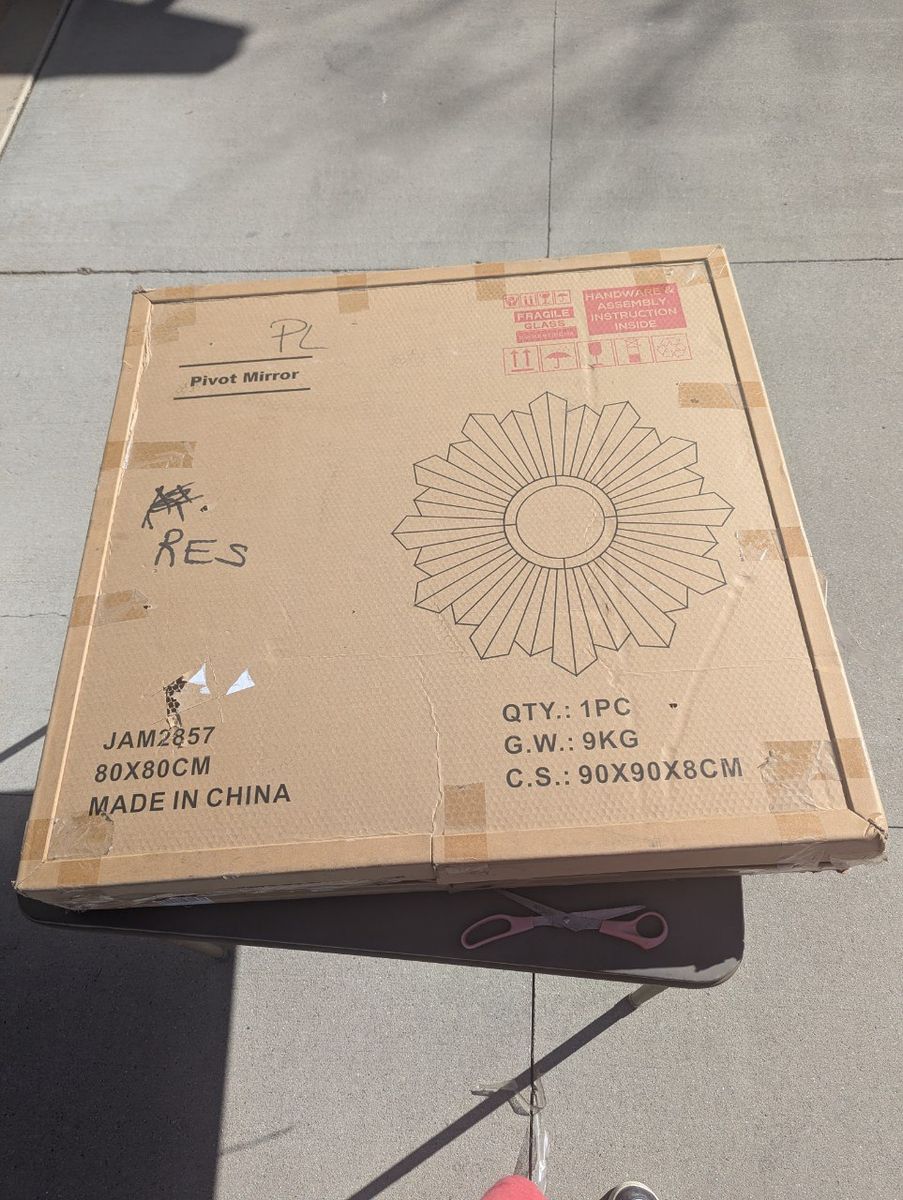 PL
Pivot Mirror
FRAGILE
GLASS
HANDWARE &
ASSEMBLY
INSTRUCTION
INSIDE
RES
JAM2857
80X80CM
MADE IN CHINA
QTY.: 1PC
G.W.: 9KG
C.S.: 90X90X8CM